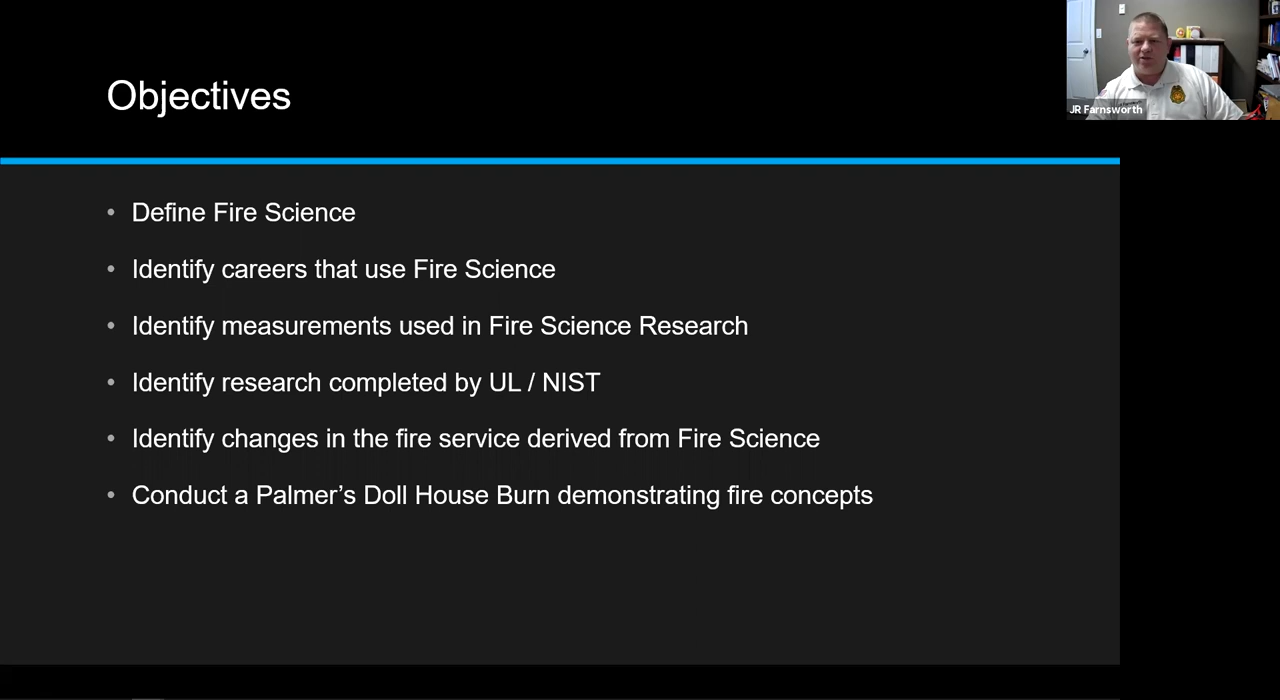 Objectives
JR Farnsworth
• Define Fire Science
• Identify careers that use Fire Science
• Identify measurements used in Fire Science Research
• Identify research completed by UL / NIST
• Identify changes in the fire service derived from Fire Science
• Conduct a Palmer’s Doll House Burn demonstrating fire concepts